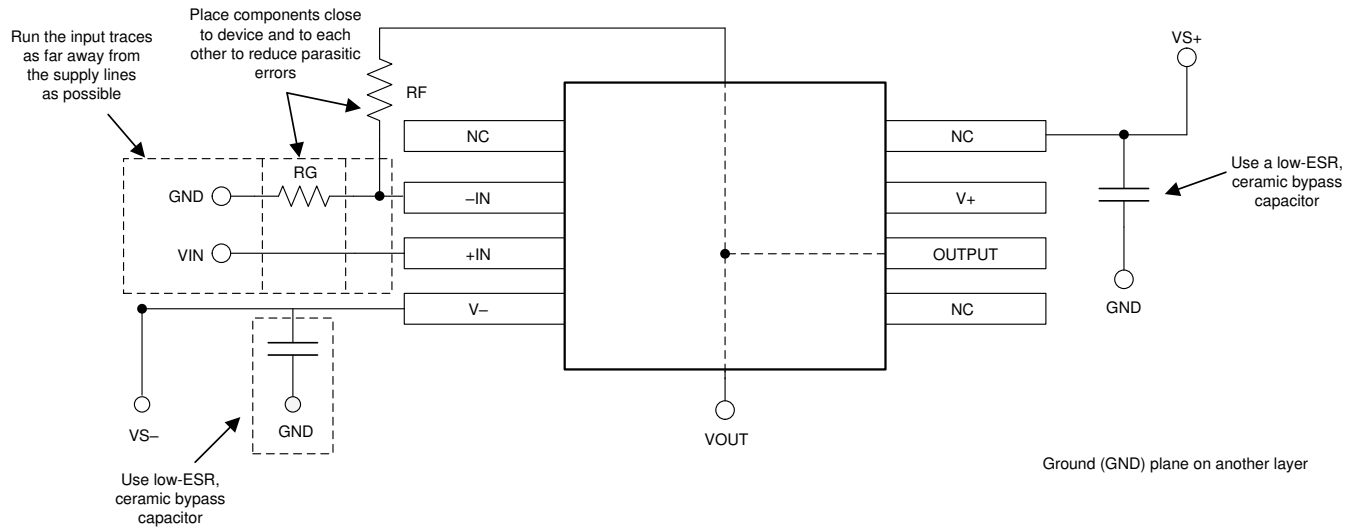 Place components close
to device and to each
other to reduce parasitic
errors
Run the input traces
as far away from
the supply lines
as possible
VS+
RF
NC
NC
Use a low-ESR,
ceramic bypass
capacitor
RG
GND
–IN
V+
VIN
+IN
OUTPUT
V–
NC
GND
GND
VS–
VOUT
Use low-ESR,
ceramic bypass
capacitor
Ground (GND) plane on another layer